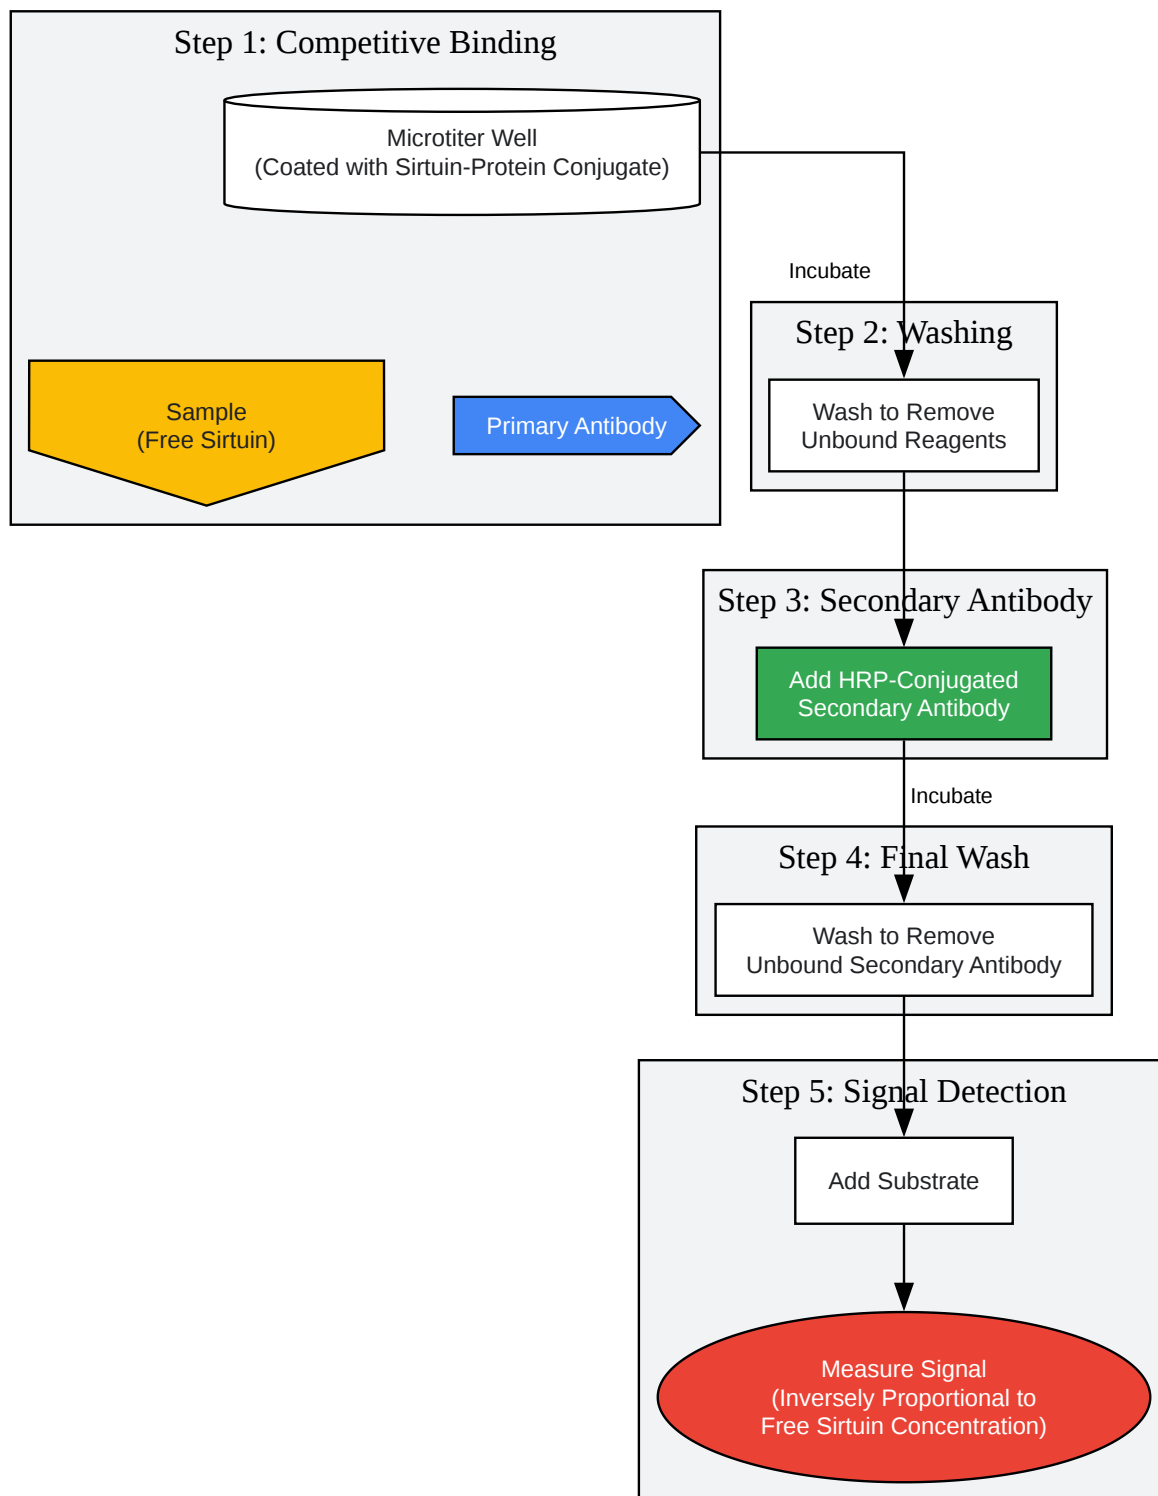 Step 1: Competitive Binding
Microtiter Well
(Coated with Sirtuin-Protein Conjugate)
Incubate
Sample
(Free Sirtuin)
Primary Antibody
Step 2: Washing
Wash to Remove
Unbound Reagents
Step 3: Secondary Antibody
Add HRP-Conjugated
Secondary Antibody
Incubate
Step 4: Final Wash
Wash to Remove
Unbound Secondary Antibody
Step 5: Signal Detection
Add Substrate
Measure Signal
(Inversely Proportional to
Free Sirtuin Concentration)